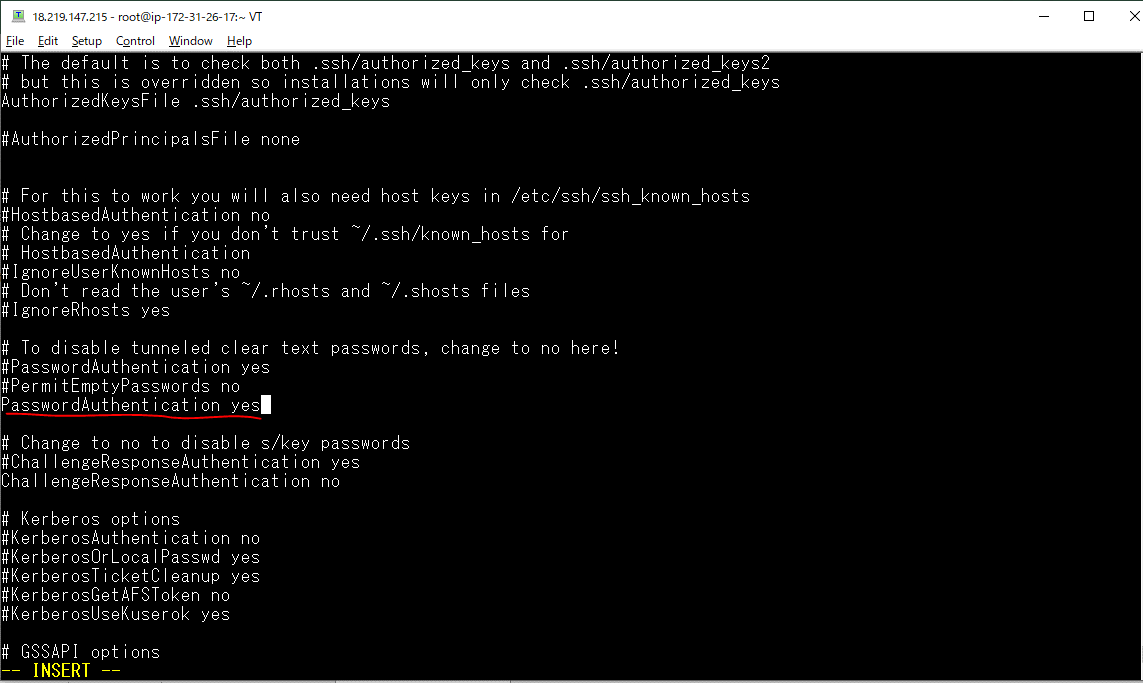 18.219.147.215 - root@ip-172-31-26-17:~ VT
File Edit Setup Control Window Help
# The default is to check both .ssh/authorized_keys and .ssh/authorized_keys2
# but this is overridden so installations will only check .ssh/authorized_keys
AuthorizedKeysFile .ssh/authorized_keys
#AuthorizedPrincipalsFile none
# For this to work you will also need host keys in /etc/ssh/ssh_known_hosts
#HostbasedAuthentication no
# Change to yes if you don't trust ~/.ssh/known_hosts for
# HostbasedAuthentication
#IgnoreUserKnownHosts no
# Don't read the user's ~/.rhosts and ~/.shosts files
#IgnoreRhosts yes
# To disable tunneled clear text passwords, change to no here!
#PasswordAuthentication yes
#PermitEmptyPasswords no
PasswordAuthentication yes
# Change to no to disable s/key passwords
#ChallengeResponseAuthentication yes
ChallengeResponseAuthentication no
# Kerberos options
#KerberosAuthentication no
#KerberosOrLocalPasswd yes
#KerberosTicketCleanup yes
#KerberosGetAFSToken no
#KerberosUseKuserok yes
# GSSAPI options
-- INSERT --